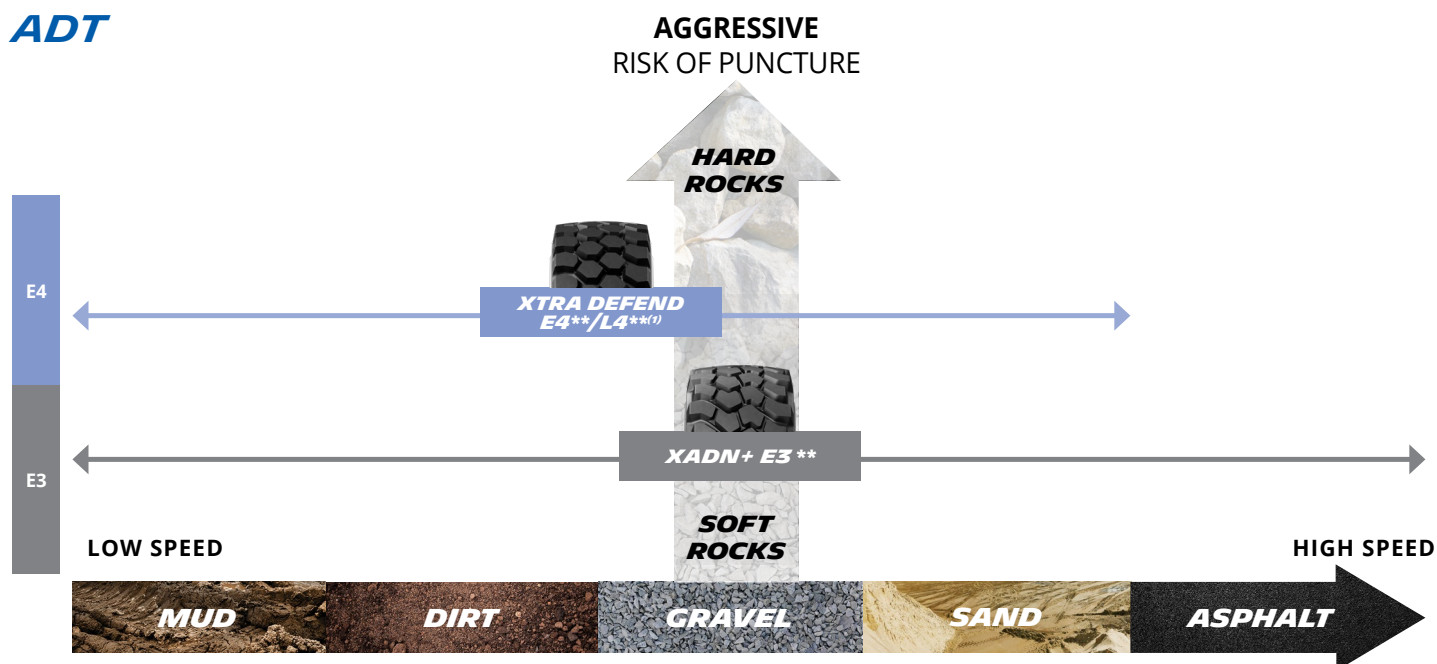 ADT
AGGRESSIVE
RISK OF PUNCTURE
HARD
ROCKS
E4
XTRA DEFEND
E4**/L4**(1)
XADN+ E3 **
E3
SOFT
ROCKS
LOW SPEED
HIGH SPEED
MUD
DIRT
GRAVEL
SAND
ASPHALT